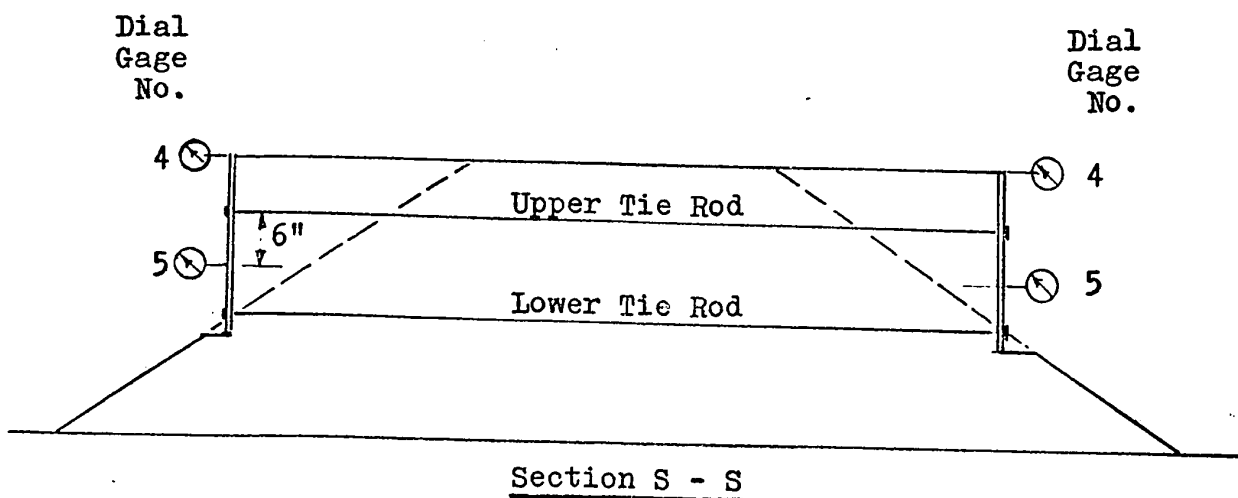 Dial
Gage
No.
Dial
Gage
No.
4
4
Upper Tie Rod
6"
5
5
Lower Tie Rod
Section S - S